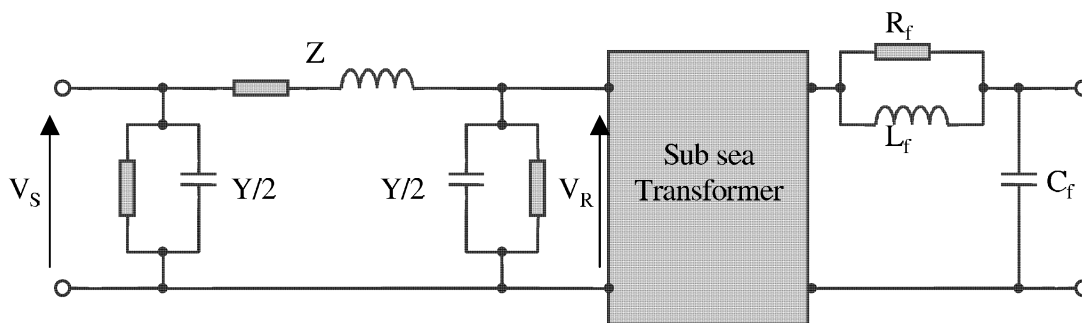 Z
V_S
Y/2
Y/2
V_R
Sub sea
Transformer
R_f
L_f
C_f